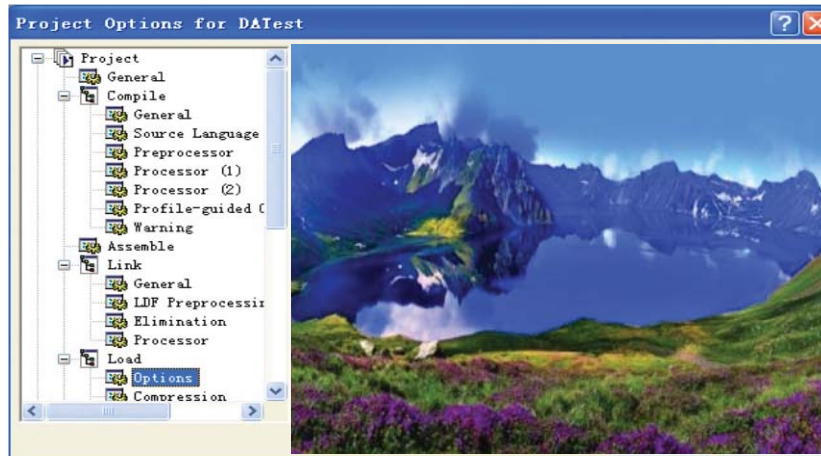 Project Options for DATest
Project
General
Compile
General
Source Language
Preprocessor
Processor (1)
Processor (2)
Profile-guided (
Warning
Assemble
Link
General
LDF Preprocessin
Elimination
Processor
Load
Options
Compression